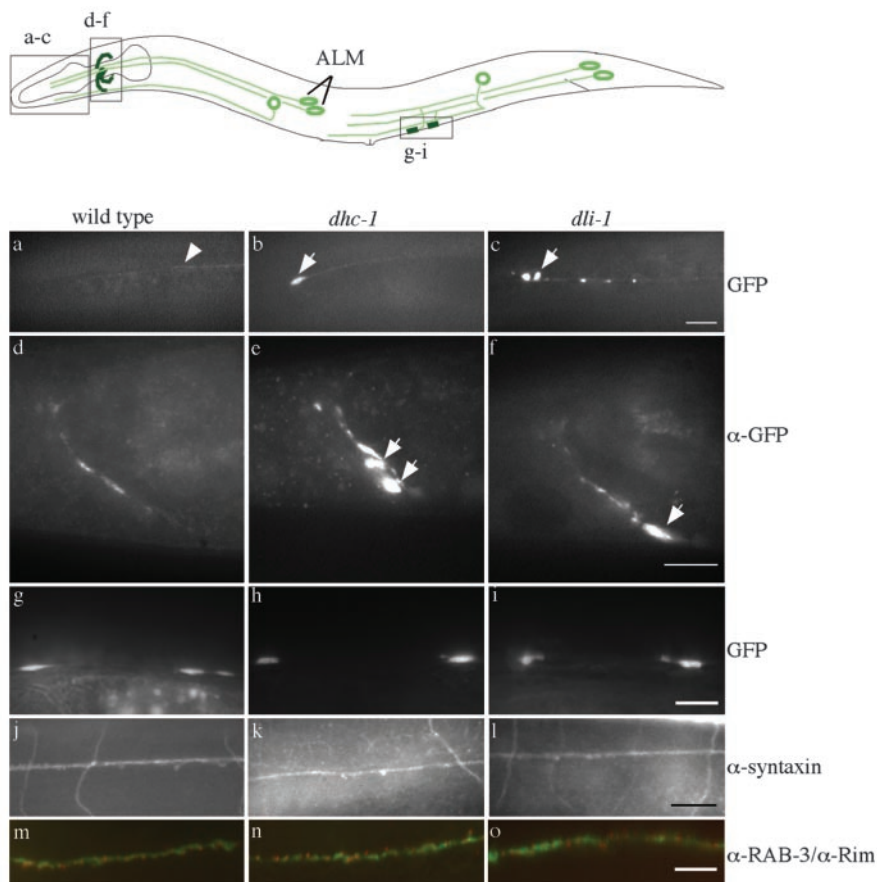 a-c
d-f
ALM
g-i
wild type
dhc-1
dli-1
a
b
c
GFP
d
e
f
α-GFP
g
h
i
GFP
j
k
l
α-syntaxin
m
n
o
α-RAB-3/α-Rim